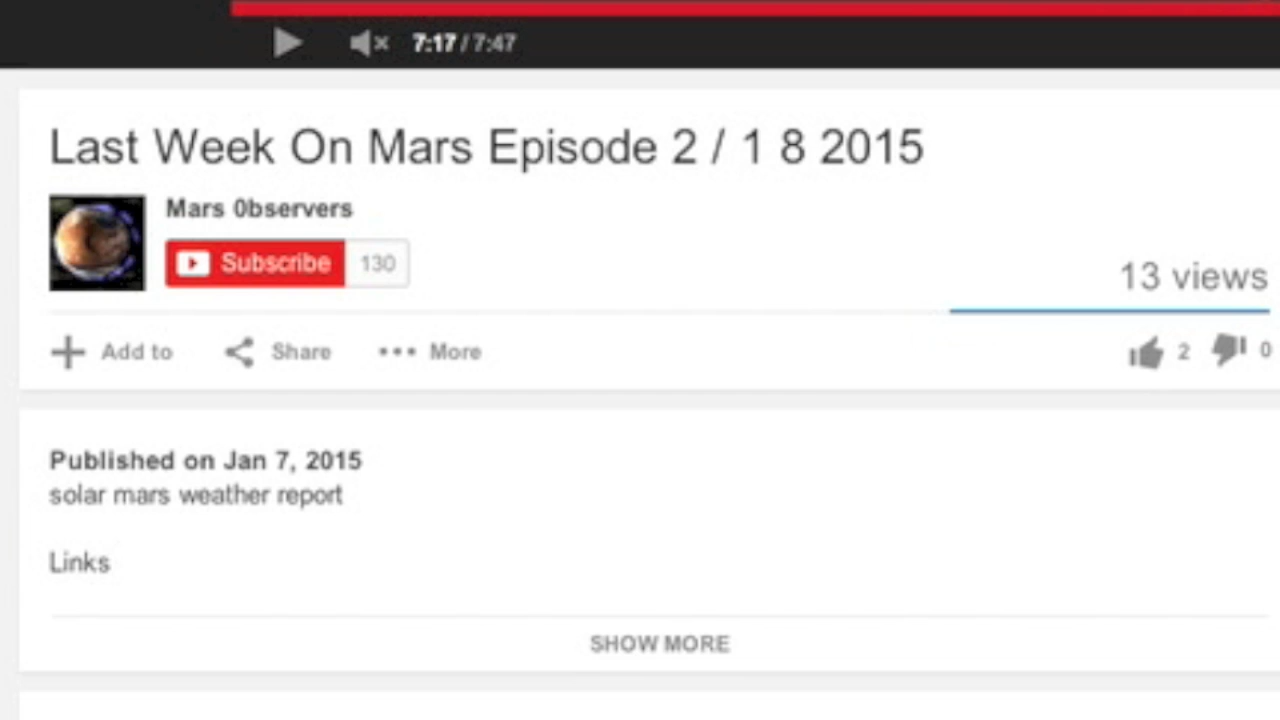 7:17 / 7:47
Last Week On Mars Episode 2 / 1 8 2015
Mars 0bservers
Subscribe 130
13 views
Add to Share More 2 0
Published on Jan 7, 2015
solar mars weather report
Links
SHOW MORE